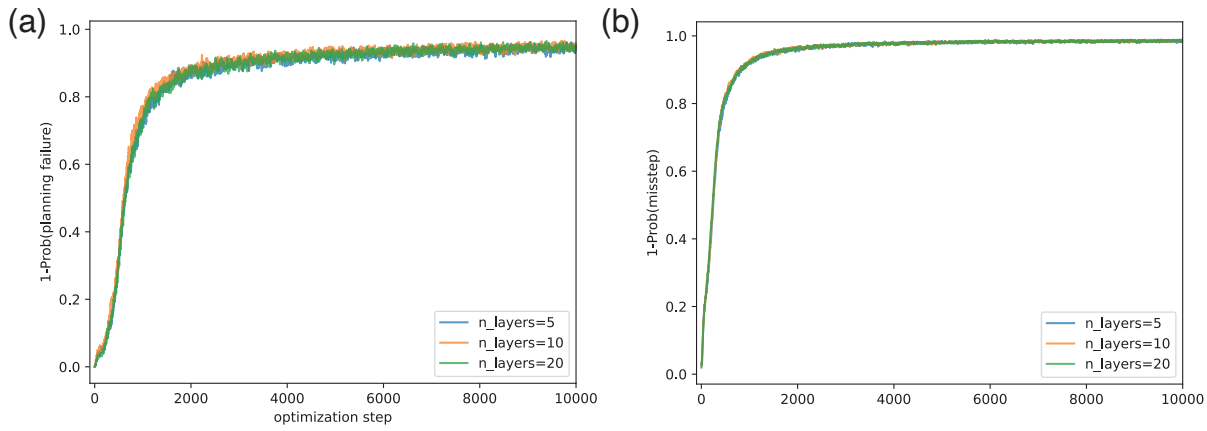 (a)
1-Prob(planning failure)
1.0
0.8
0.6
0.4
0.2
0.0
n_layers=5
n_layers=10
n_layers=20
0 2000 4000 6000 8000 10000
optimization step
(b)
1-Prob(misstep)
1.0
0.8
0.6
0.4
0.2
0.0
n_layers=5
n_layers=10
n_layers=20
0 2000 4000 6000 8000 10000